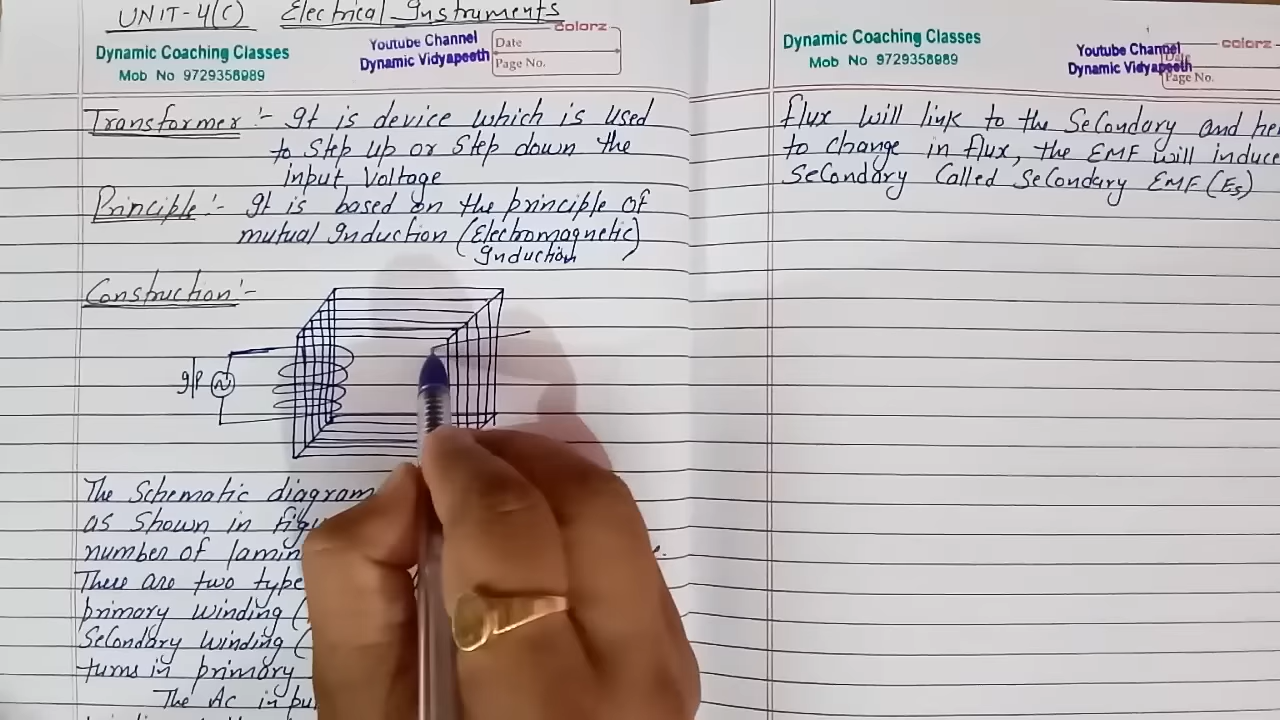 UNIT-4(C) Electrical Instruments
Dynamic Coaching Classes
Mob No 9729358989
Youtube Channel
Dynamic Vidyapeeth
colorz
Date
Page No.
Transformer :- It is device which is used
to Step up or Step down the
input Voltage
Principle :- It is based on the principle of
mutual Induction (Electromagnetic)
Induction
Construction :-
I/P
The Schematic diagram
as Shown in
number of
There are two type
primary winding (
Secondary winding (
turns in primary
The AC
flux will link to the Secondary and
to change in flux, the EMF will induce
Secondary Called Secondary EMF (Es)
Dynamic Coaching Classes
Mob No 9729358989
Youtube Channel
Dynamic Vidyapeeth
colorz
Date
Page No.